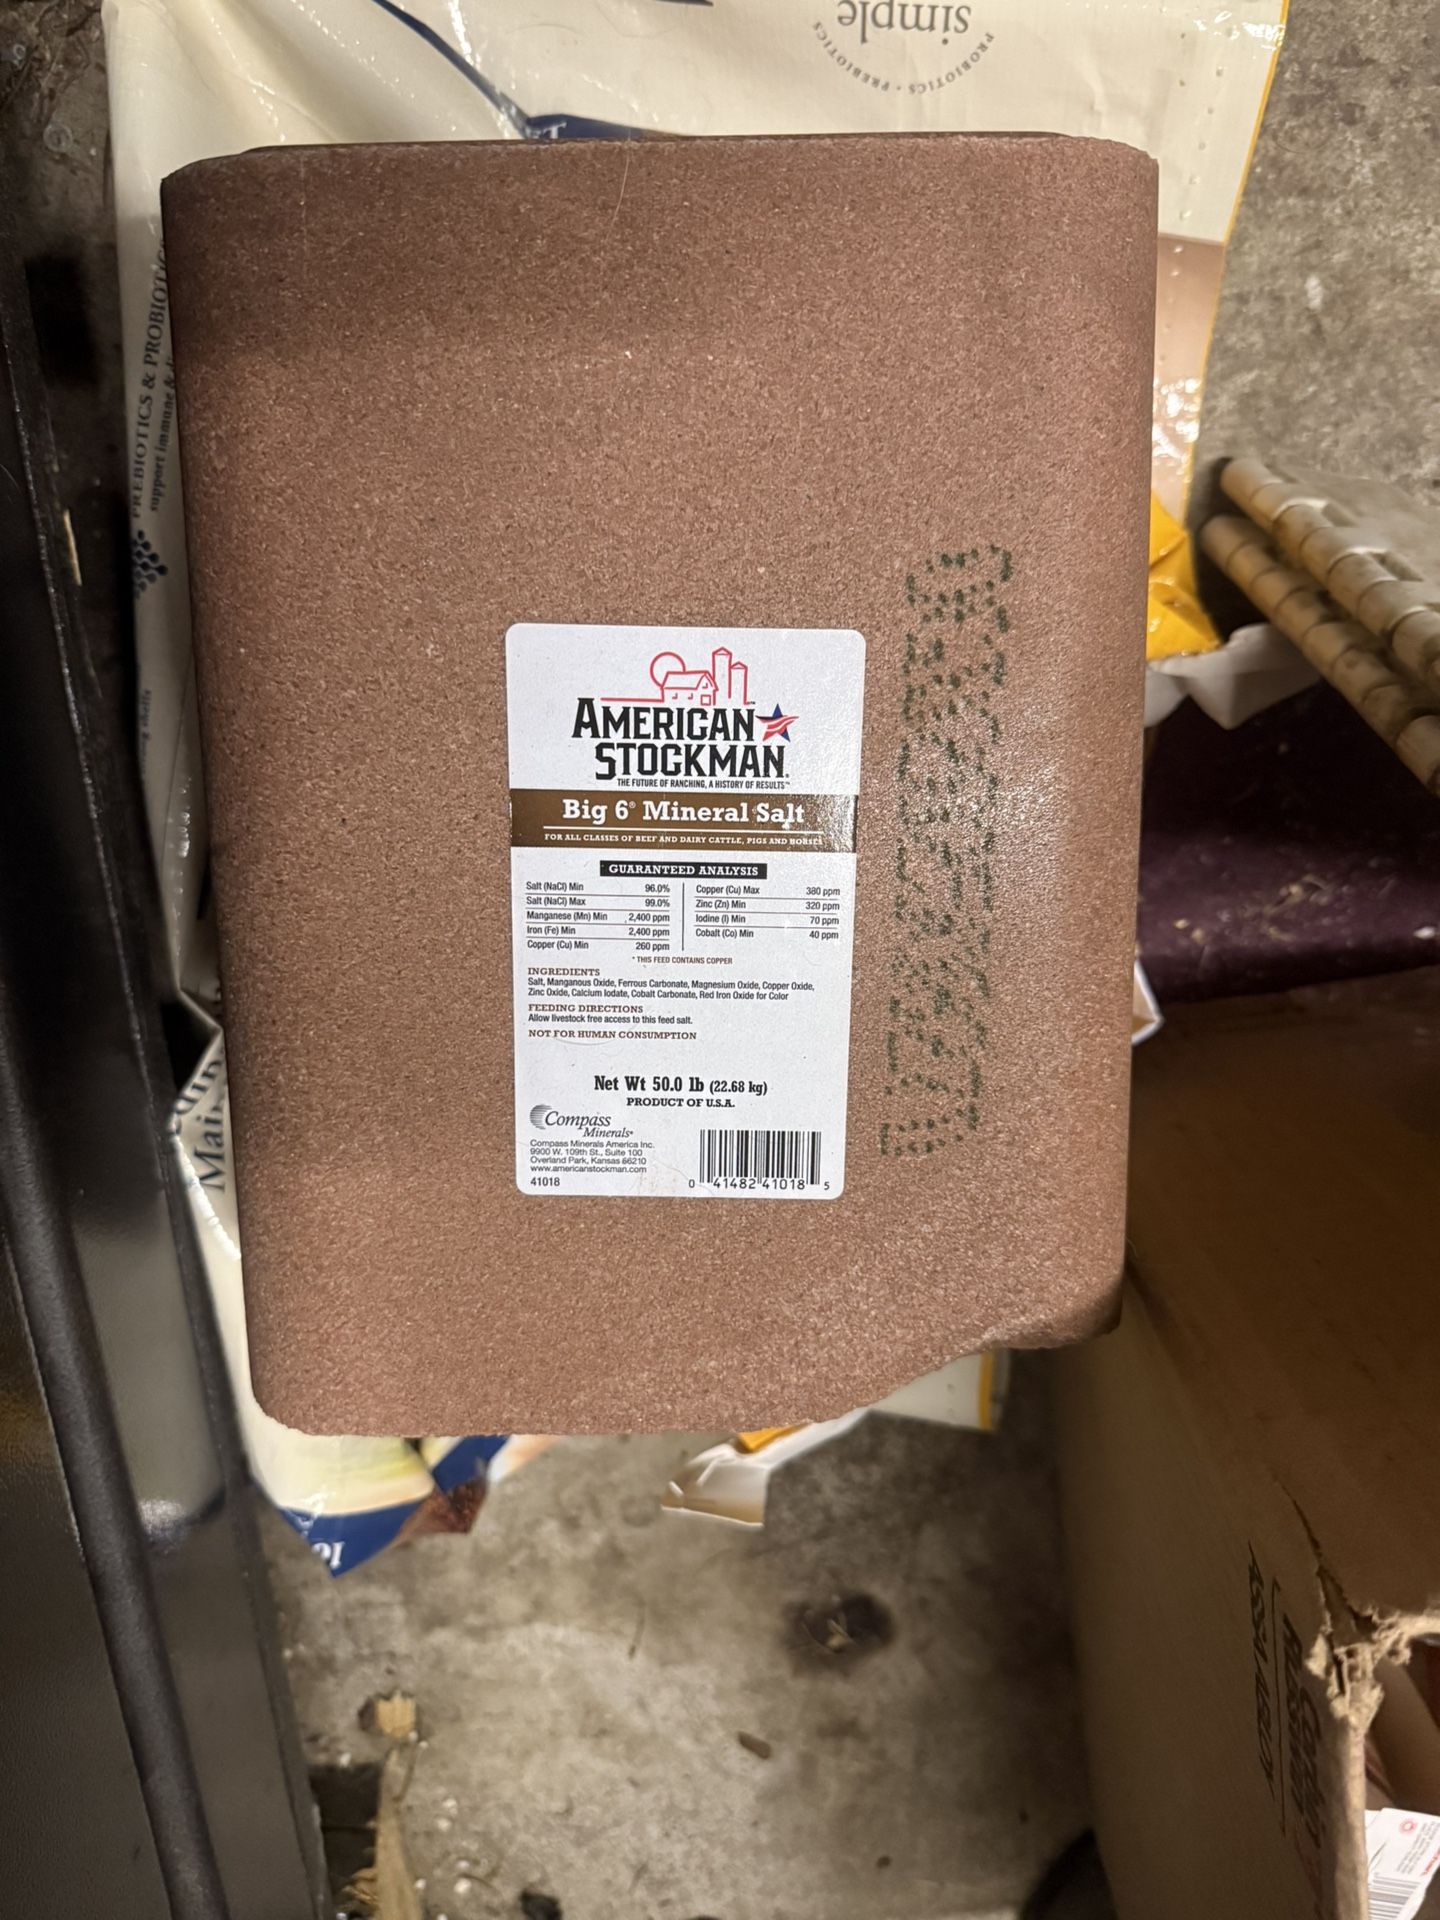 simple
PROBIOTICS • PREBIOTICS
PREBIOTICS & PROBIOTICS
support immune &
AMERICAN
STOCKMAN®
THE FUTURE OF RANCHING, A HISTORY OF RESULTS™
Big 6® Mineral Salt
FOR ALL CLASSES OF BEEF AND DAIRY CATTLE, PIGS AND HORSES
GUARANTEED ANALYSIS
Salt (NaCl) Min 96.0%
Salt (NaCl) Max 99.0%
Manganese (Mn) Min 2,400 ppm
Iron (Fe) Min 2,400 ppm
Copper (Cu) Min 260 ppm
Copper (Cu) Max 380 ppm
Zinc (Zn) Min 320 ppm
Iodine (I) Min 70 ppm
Cobalt (Co) Min 40 ppm
* THIS FEED CONTAINS COPPER
INGREDIENTS
Salt, Manganous Oxide, Ferrous Carbonate, Magnesium Oxide, Copper Oxide,
Zinc Oxide, Calcium Iodate, Cobalt Carbonate, Red Iron Oxide for Color
FEEDING DIRECTIONS
Allow livestock free access to this feed salt.
NOT FOR HUMAN CONSUMPTION
Net Wt 50.0 lb (22.68 kg)
PRODUCT OF U.S.A.
Compass
Minerals®
Compass Minerals America Inc.
9900 W. 109th St., Suite 100
Overland Park, Kansas 66210
www.americanstockman.com
41018
0 41482 41018 5
ASSEMBLY